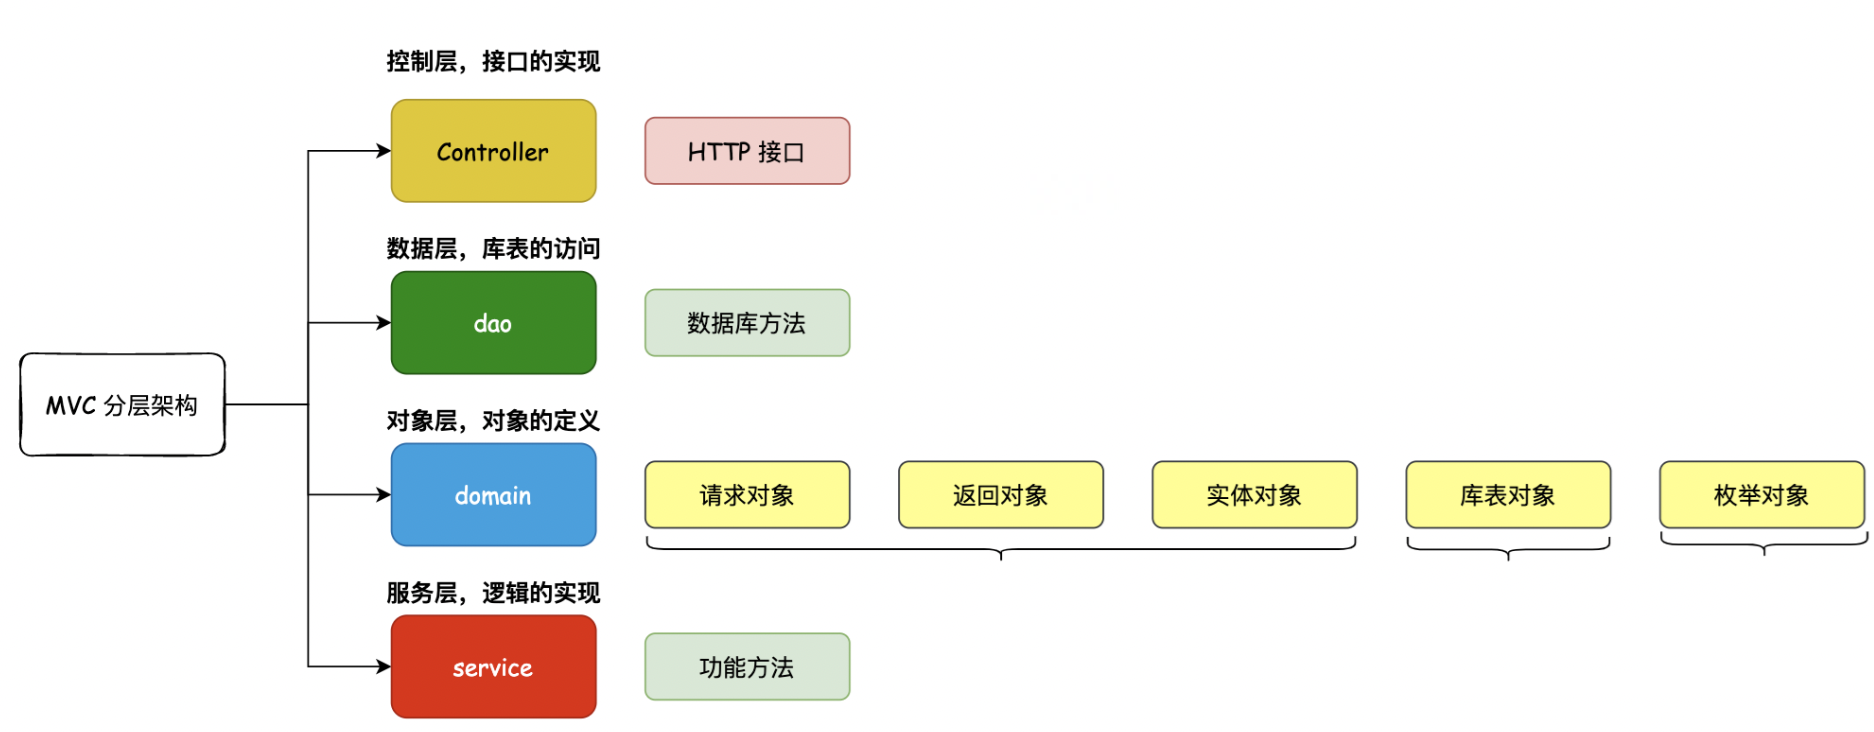 控制层，接口的实现
Controller
HTTP 接口
数据层，库表的访问
dao
数据库方法
MVC 分层架构
对象层，对象的定义
domain
请求对象
返回对象
实体对象
库表对象
枚举对象
服务层，逻辑的实现
service
功能方法